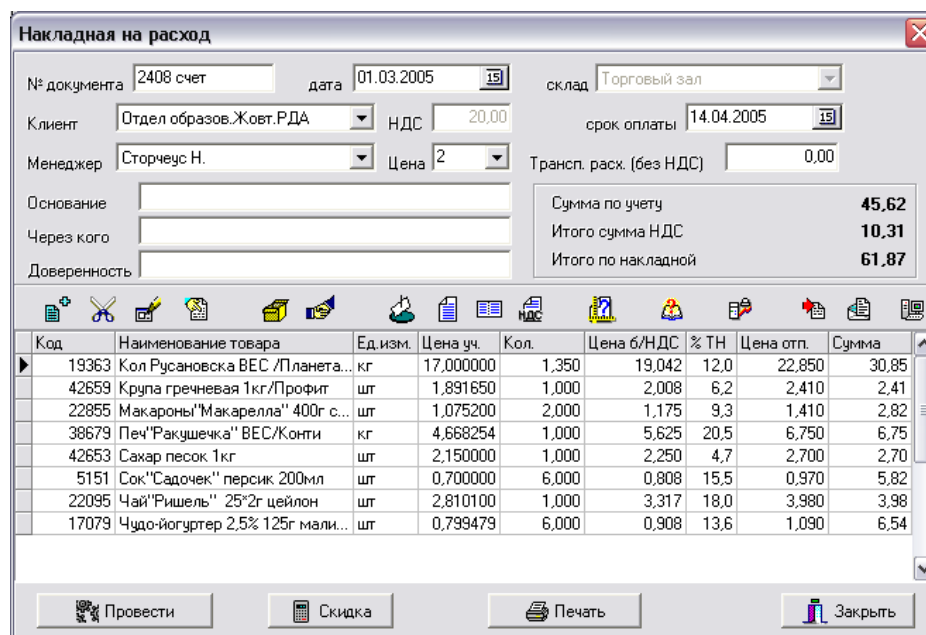 Накладная на расход
№ документа 2408 счет дата 01.03.2005 15 склад Торговый зал
Клиент Отдел образов.Жовт.РДА НДС 20,00 срок оплаты 14.04.2005 15
Менеджер Сторчеус Н. Цена 2 Трансп. расх. (без НДС) 0,00
Основание Сумма по учету 45,62
Через кого Итого сумма НДС 10,31
Доверенность Итого по накладной 61,87
НДС
Код Наименование товара Ед.изм. Цена уч. Кол. Цена б/НДС % ТН Цена отп. Сумма
19363 Кол Русановска ВЕС /Планета... кг 17,000000 1,350 19,042 12,0 22,850 30,85
42659 Крупа гречневая 1кг/Профит шт 1,891650 1,000 2,008 6,2 2,410 2,41
22855 Макароны"Макарелла" 400г с... шт 1,075200 2,000 1,175 9,3 1,410 2,82
38679 Печ"Ракушечка" ВЕС/Конти кг 4,668254 1,000 5,625 20,5 6,750 6,75
42653 Сахар песок 1кг шт 2,150000 1,000 2,250 4,7 2,700 2,70
5151 Сок"Садочек" персик 200мл шт 0,700000 6,000 0,808 15,5 0,970 5,82
22095 Чай"Ришель" 25*2г цейлон шт 2,810100 1,000 3,317 18,0 3,980 3,98
17079 Чудо-йогуртер 2,5% 125г мали... шт 0,799479 6,000 0,908 13,6 1,090 6,54
Провести Скидка Печать Закрыть